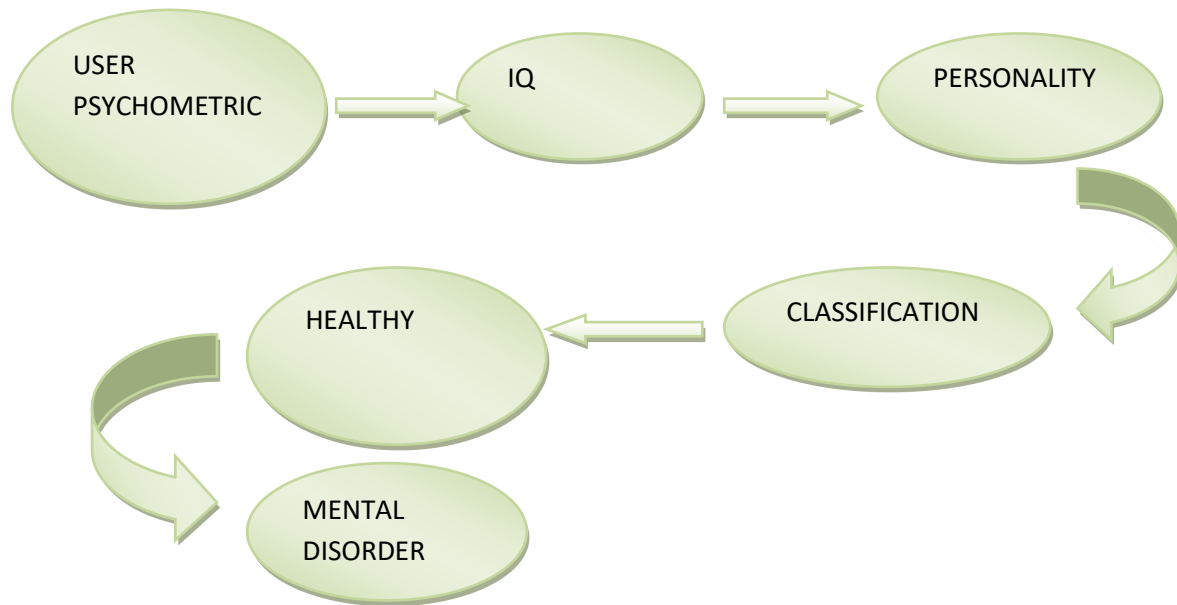 USER
PSYCHOMETRIC
IQ
PERSONALITY
CLASSIFICATION
HEALTHY
MENTAL
DISORDER